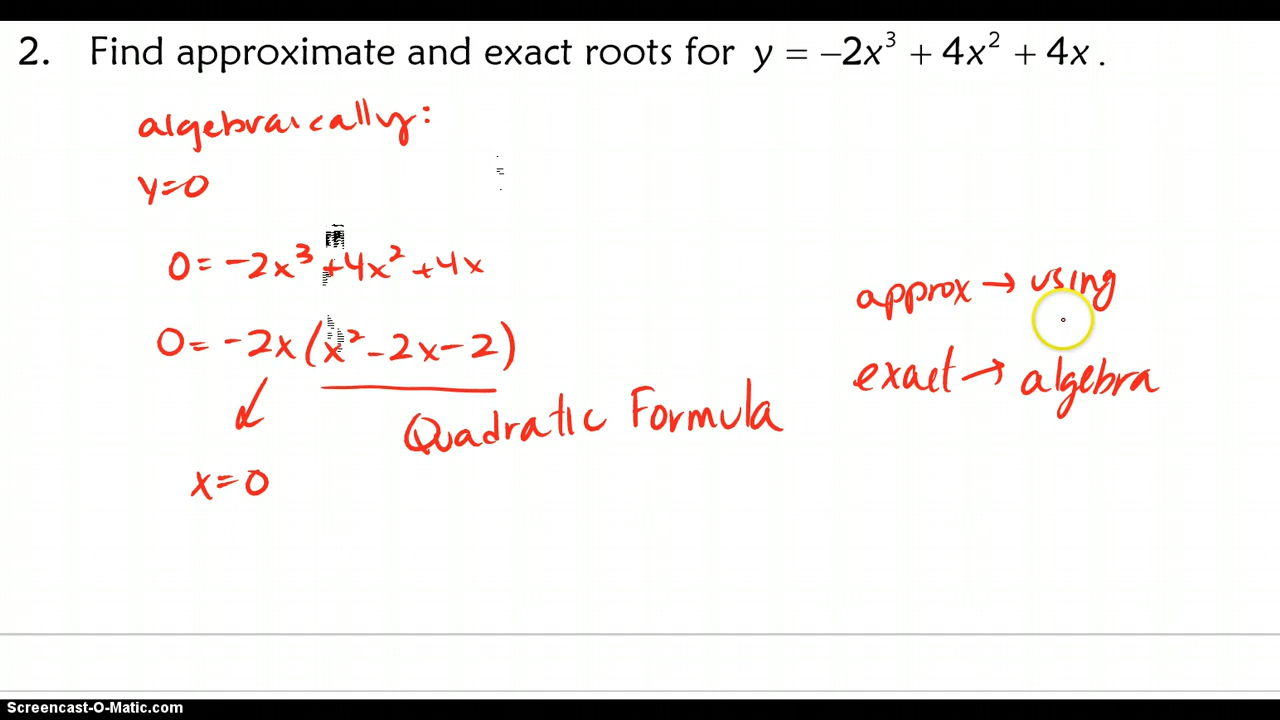 2. Find approximate and exact roots for y = −2x³ + 4x² + 4x.
algebraically:
y=0
0 = -2x³ +4x² +4x
approx → using
0 = -2x(x² -2x -2)
exact → algebra
Quadratic Formula
x=0
Screencast-O-Matic.com